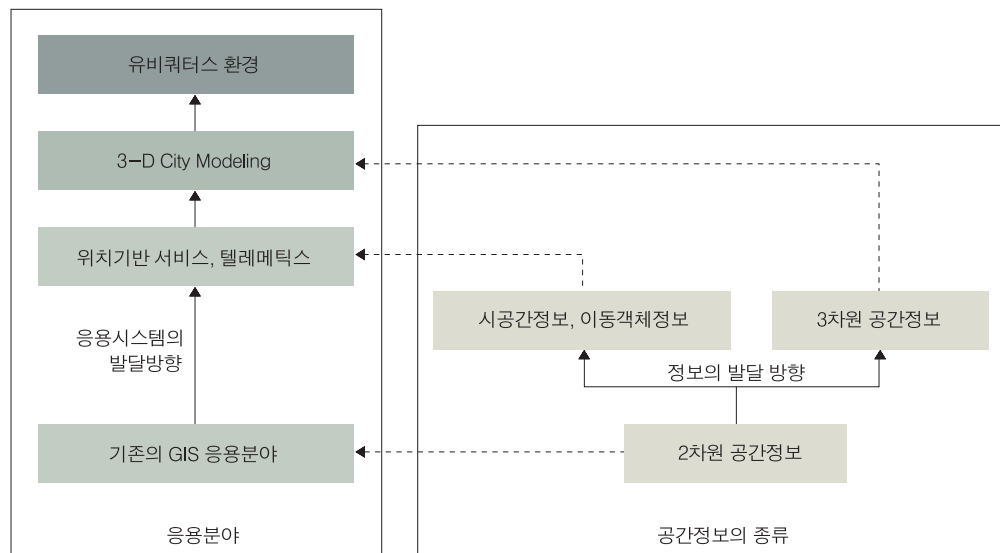 유비쿼터스 환경
3-D City Modeling
위치기반 서비스, 텔레메틱스
응용시스템의
발달방향
기존의 GIS 응용분야
응용분야
시공간정보, 이동객체정보
3차원 공간정보
정보의 발달 방향
2차원 공간정보
공간정보의 종류